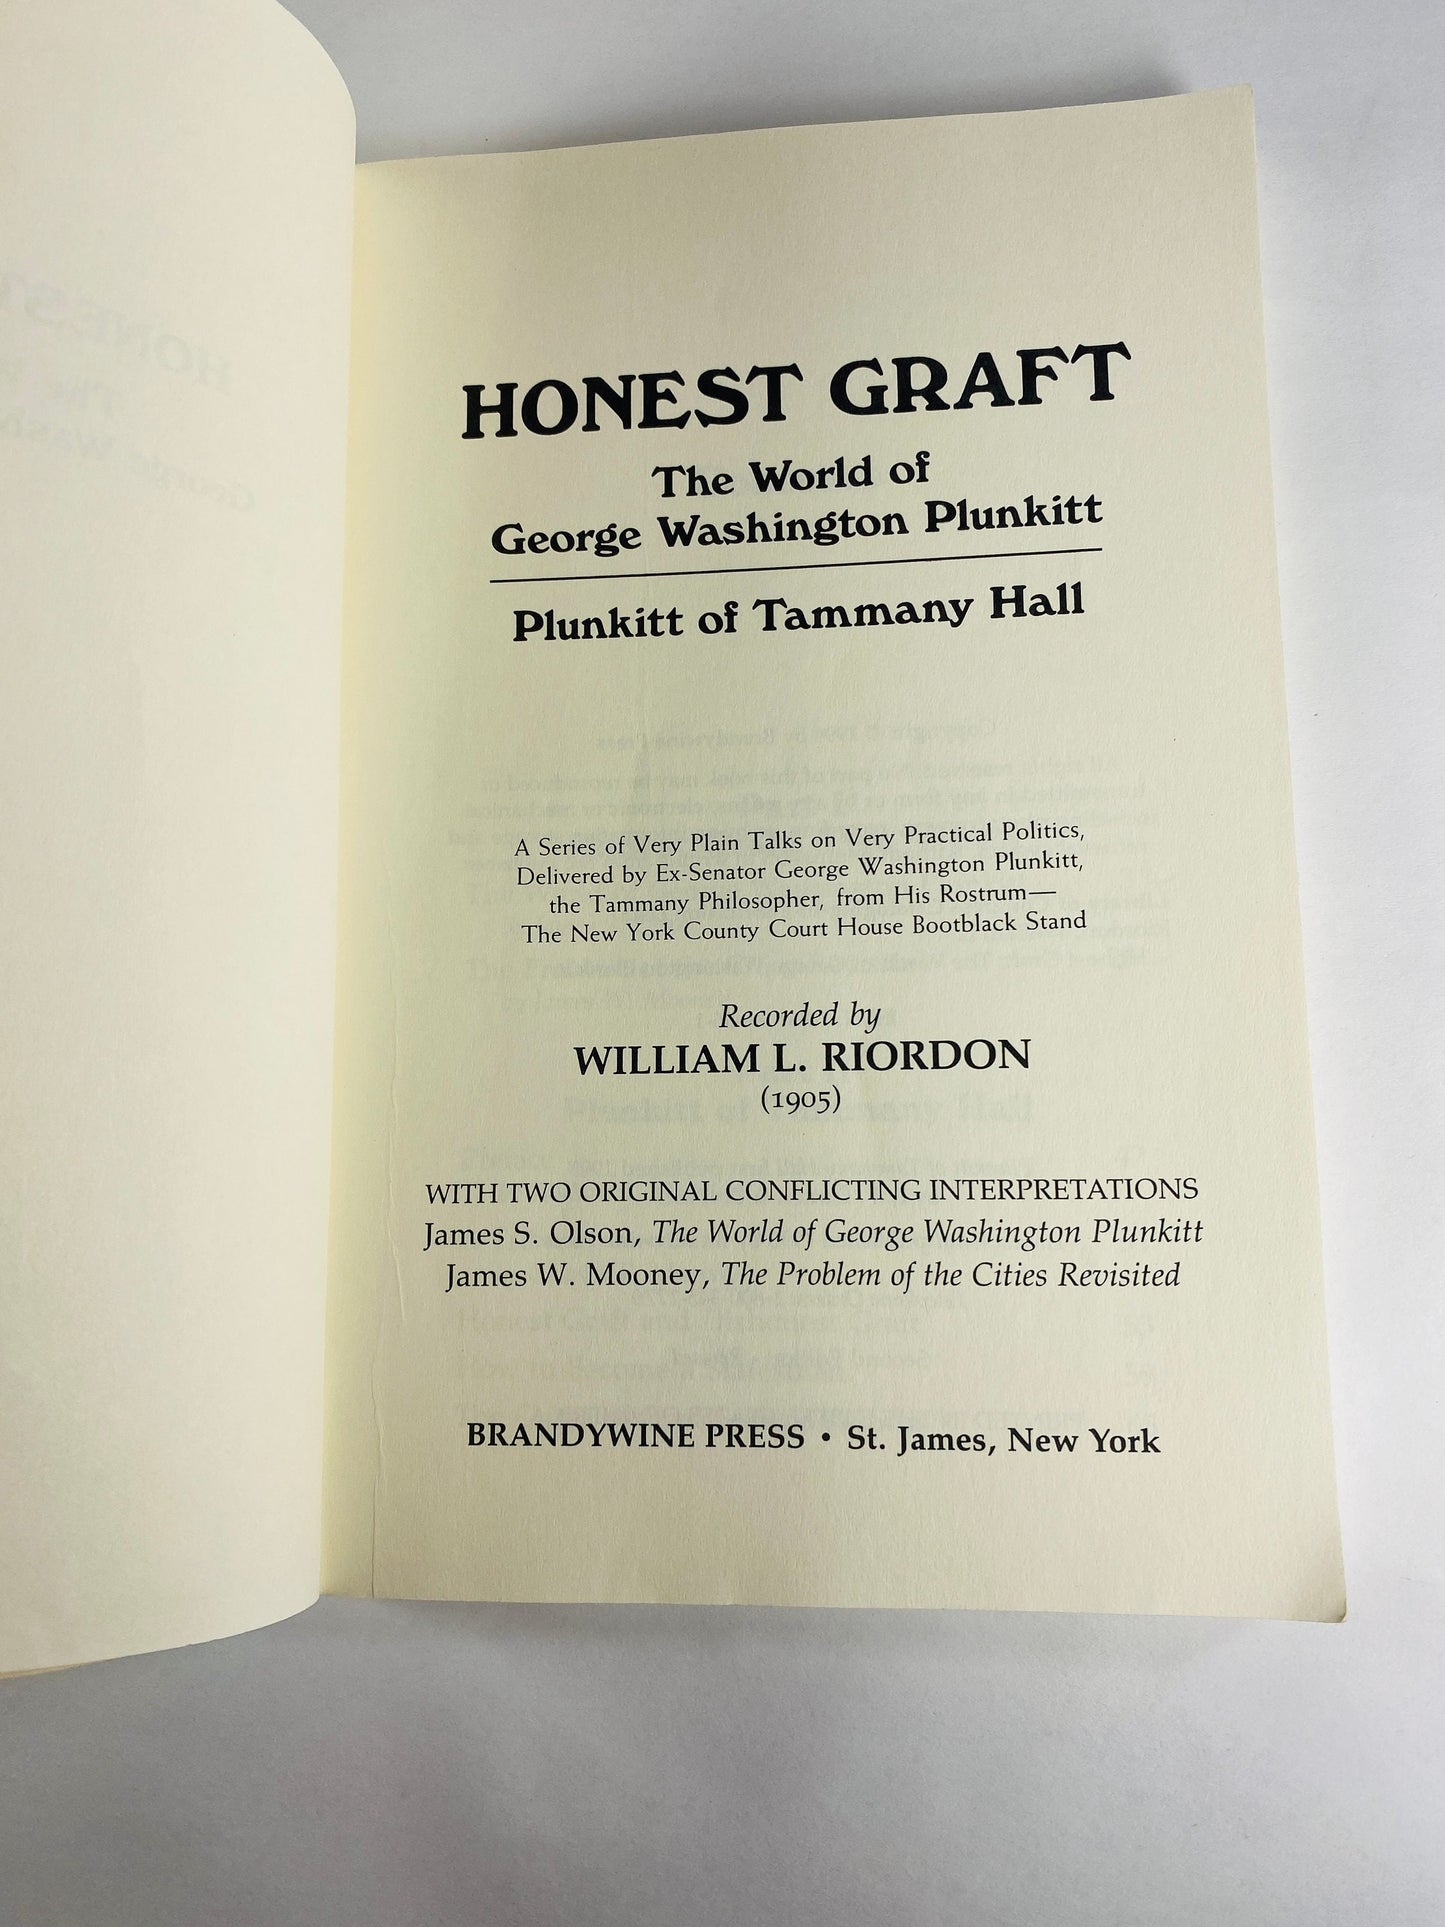 HONEST GRAFT
The World of
George Washington Plunkitt
Plunkitt of Tammany Hall
A Series of Very Plain Talks on Very Practical Politics,
Delivered by Ex-Senator George Washington Plunkitt,
the Tammany Philosopher, from His Rostrum—
The New York County Court House Bootblack Stand
Recorded by
WILLIAM L. RIORDON
(1905)
WITH TWO ORIGINAL CONFLICTING INTERPRETATIONS
James S. Olson, The World of George Washington Plunkitt
James W. Mooney, The Problem of the Cities Revisited
BRANDYWINE PRESS • St. James, New York